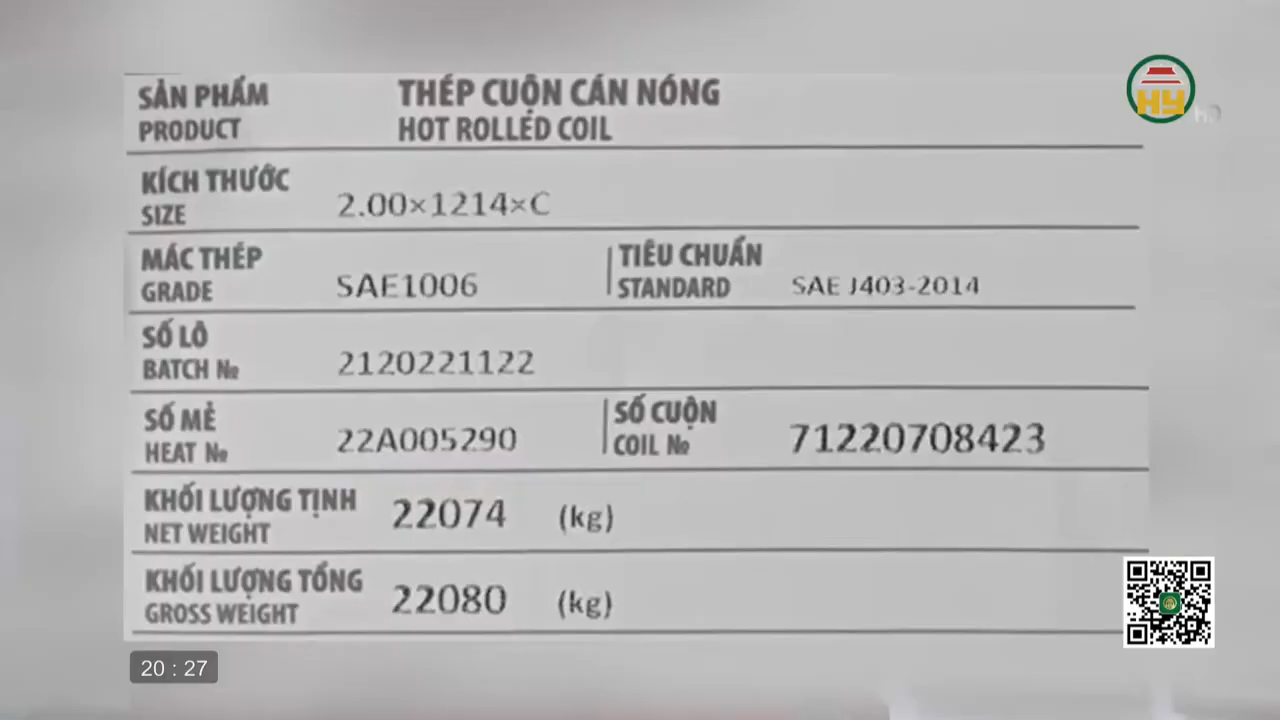 SẢN PHẨM
PRODUCT
THÉP CUỘN CÁN NÓNG
HOT ROLLED COIL
KÍCH THƯỚC
SIZE
2.00×1214×C
MÁC THÉP
GRADE
SAE1006
TIÊU CHUẨN
STANDARD
SAE J403-2014
SỐ LÔ
BATCH №
2120221122
SỐ MẺ
HEAT №
22A005290
SỐ CUỘN
COIL №
71220708423
KHỐI LƯỢNG TỊNH
NET WEIGHT
22074 (kg)
KHỐI LƯỢNG TỔNG
GROSS WEIGHT
22080 (kg)
HY
HD
20 : 27